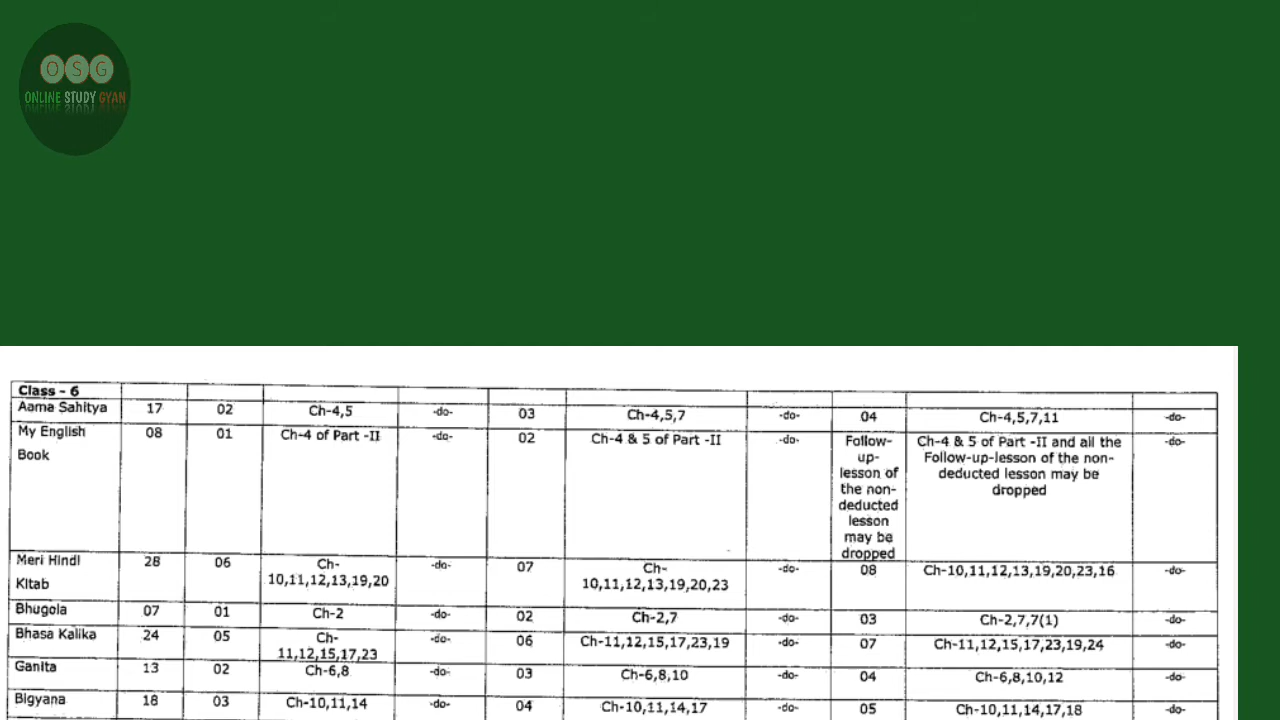 OSG
ONLINE STUDY GYAN
Class - 6
Aama Sahitya 17 02 Ch-4,5 -do- 03 Ch-4,5,7 -do- 04 Ch-4,5,7,11 -do-
My English Book 08 01 Ch-4 of Part -II -do- 02 Ch-4 & 5 of Part -II -do- Follow-up-lesson of the non-deducted lesson may be dropped Ch-4 & 5 of Part -II and all the Follow-up-lesson of the non-deducted lesson may be dropped -do-
Meri Hindi Kitab 28 06 Ch-10,11,12,13,19,20 -do- 07 Ch-10,11,12,13,19,20,23 -do- 08 Ch-10,11,12,13,19,20,23,16 -do-
Bhugola 07 01 Ch-2 -do- 02 Ch-2,7 -do- 03 Ch-2,7,7(1) -do-
Bhasa Kalika 24 05 Ch-11,12,15,17,23 -do- 06 Ch-11,12,15,17,23,19 -do- 07 Ch-11,12,15,17,23,19,24 -do-
Ganita 13 02 Ch-6,8 -do- 03 Ch-6,8,10 -do- 04 Ch-6,8,10,12 -do-
Bigyana 18 03 Ch-10,11,14 -do- 04 Ch-10,11,14,17 -do- 05 Ch-10,11,14,17,18 -do-